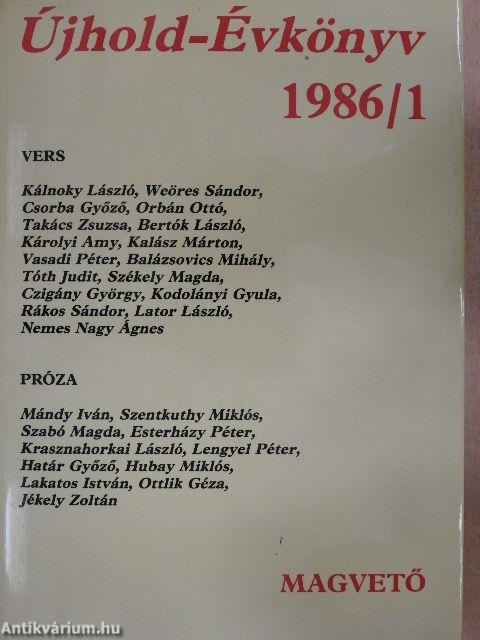 Újhold-Évkönyv
1986/1
VERS
Kálnoky László, Weöres Sándor,
Csorba Győző, Orbán Ottó,
Takács Zsuzsa, Bertók László,
Károlyi Amy, Kalász Márton,
Vasadi Péter, Balázsovics Mihály,
Tóth Judit, Székely Magda,
Czigány György, Kodolányi Gyula,
Rákos Sándor, Lator László,
Nemes Nagy Ágnes
PRÓZA
Mándy Iván, Szentkuthy Miklós,
Szabó Magda, Esterházy Péter,
Krasznahorkai László, Lengyel Péter,
Határ Győző, Hubay Miklós,
Lakatos István, Ottlik Géza,
Jékely Zoltán
MAGVETŐ
Antikvárium.hu